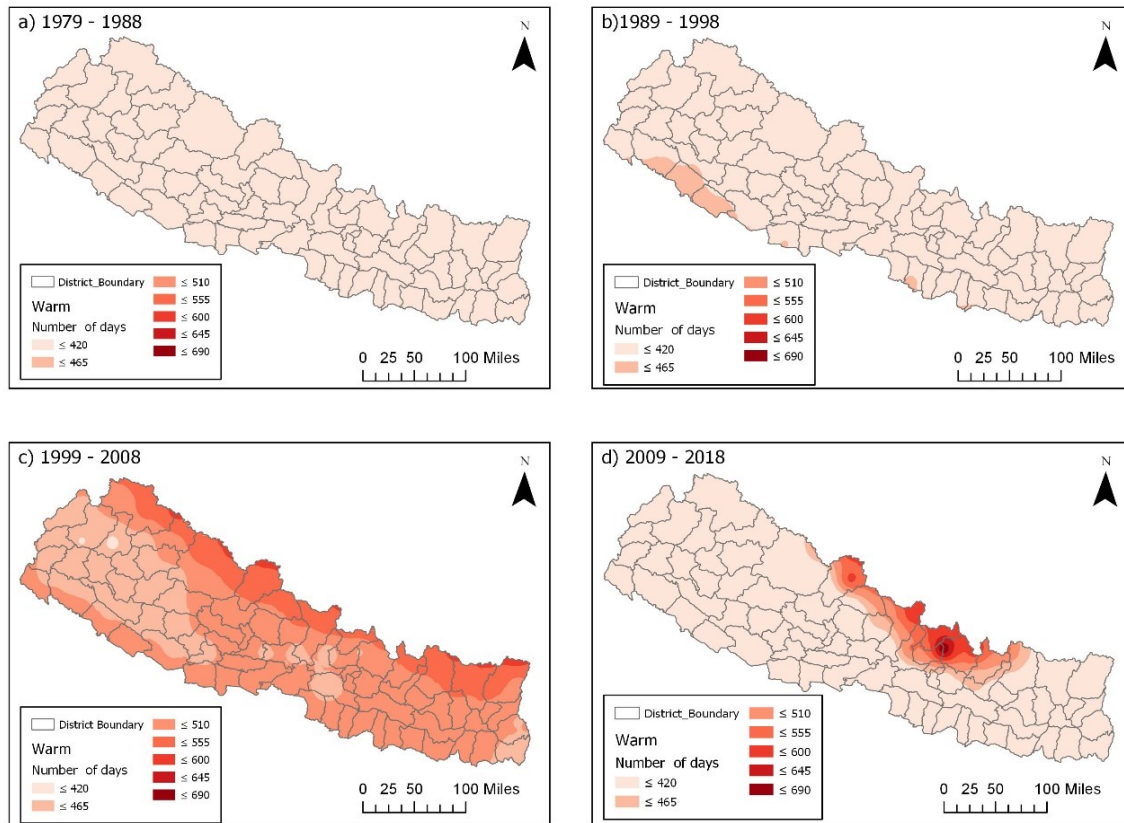 a) 1979 - 1988
N
District_Boundary
Warm
Number of days
≤ 420
≤ 465
≤ 510
≤ 555
≤ 600
≤ 645
≤ 690
0 25 50 100 Miles
b)1989 - 1998
N
District_Boundary
Warm
Number of days
≤ 420
≤ 465
≤ 510
≤ 555
≤ 600
≤ 645
≤ 690
0 25 50 100 Miles
c) 1999 - 2008
N
District_Boundary
Warm
Number of days
≤ 420
≤ 465
≤ 510
≤ 555
≤ 600
≤ 645
≤ 690
0 25 50 100 Miles
d) 2009 - 2018
N
District_Boundary
Warm
Number of days
≤ 420
≤ 465
≤ 510
≤ 555
≤ 600
≤ 645
≤ 690
0 25 50 100 Miles